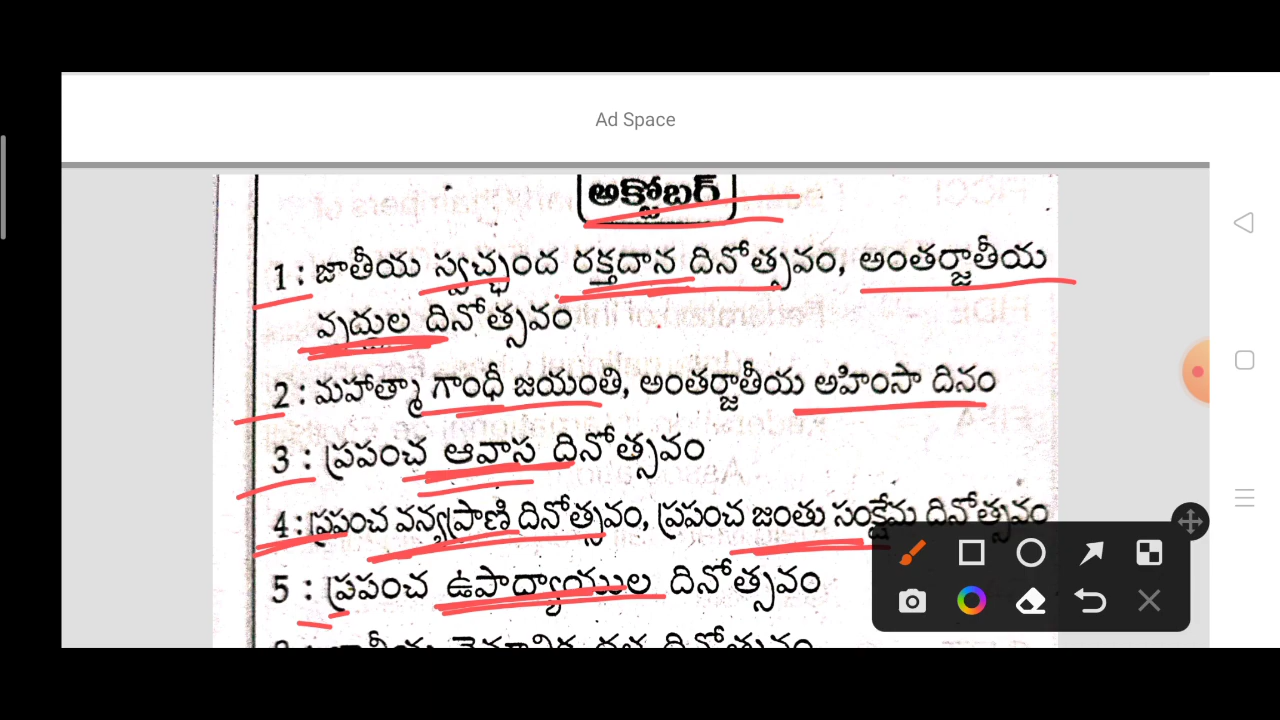 Ad Space
అక్టోబర్
1 : జాతీయ స్వచ్ఛంద రక్తదాన దినోత్సవం, అంతర్జాతీయ
వృద్ధుల దినోత్సవం
2 : మహాత్మా గాంధీ జయంతి, అంతర్జాతీయ అహింసా దినం
3 : ప్రపంచ ఆవాస దినోత్సవం
4 : ప్రపంచ వన్యప్రాణి దినోత్సవం, ప్రపంచ జంతు సంక్షేమ దినోత్సవం
5 : ప్రపంచ ఉపాధ్యాయుల దినోత్సవం